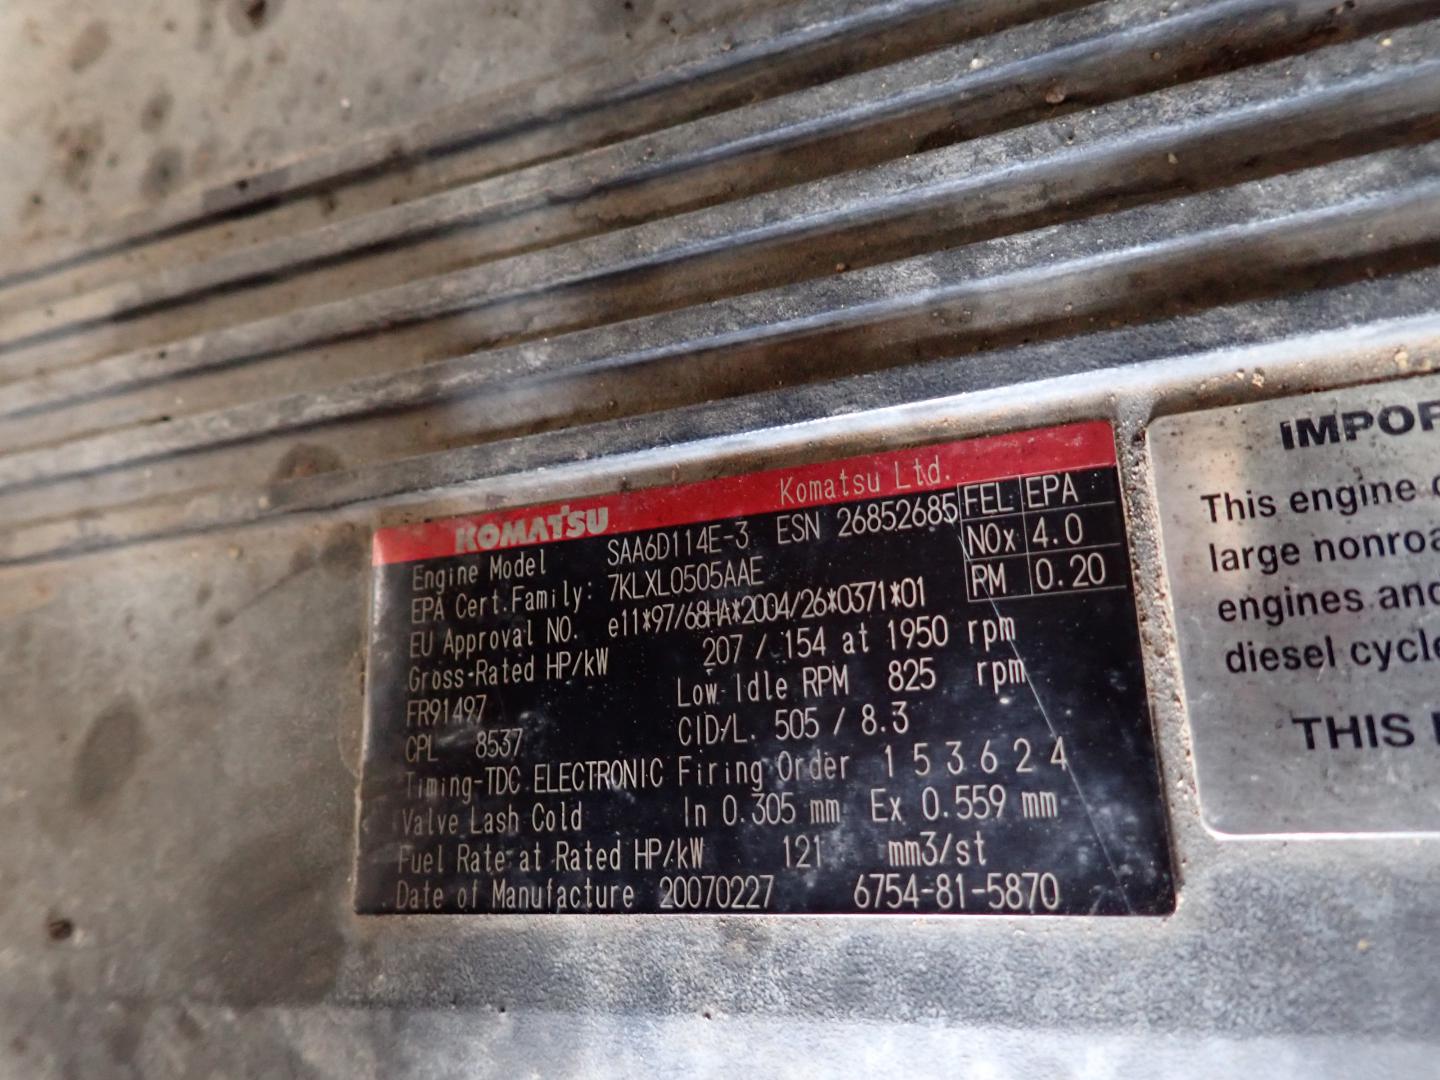 KOMATSU Komatsu Ltd.
Engine Model SAA6D114E-3 ESN 26852685
EPA Cert.Family: 7KLXL0505AAE
EU Approval NO. e11*97/68HA*2004/26*0371*01
Gross-Rated HP/kW 207 / 154 at 1950 rpm
FR91497 Low Idle RPM 825 rpm
CPL 8537 CID/L. 505 / 8.3
Timing-TDC ELECTRONIC Firing Order 1 5 3 6 2 4
Valve Lash Cold In 0.305 mm Ex 0.559 mm
Fuel Rate at Rated HP/kW 121 mm3/st
Date of Manufacture 20070227 6754-81-5870
FEL EPA
NOx 4.0
PM 0.20
This engine
large
engines and
diesel
THIS